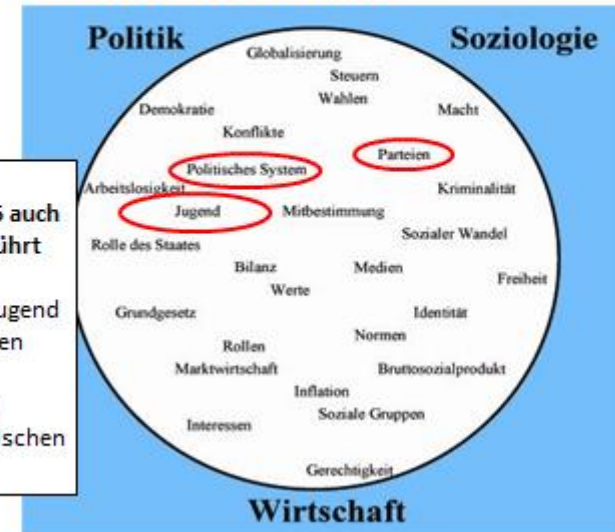 Politik
Soziologie
Globalisierung
Steuern
Wahlen
Demokratie
Macht
Konflikte
Parteien
Politisches System
Arbeitslosigkeit
Kriminalität
Jugend
Mitbestimmung
Sozialer Wandel
Rolle des Staates
Bilanz
Medien
Freiheit
Werte
Grundgesetz
Identität
Normen
Rollen
Marktwirtschaft
Bruttosozialprodukt
Inflation
Soziale Gruppen
Interessen
Gerechtigkeit
Wirtschaft
auch
ührt
ugend
en
schen